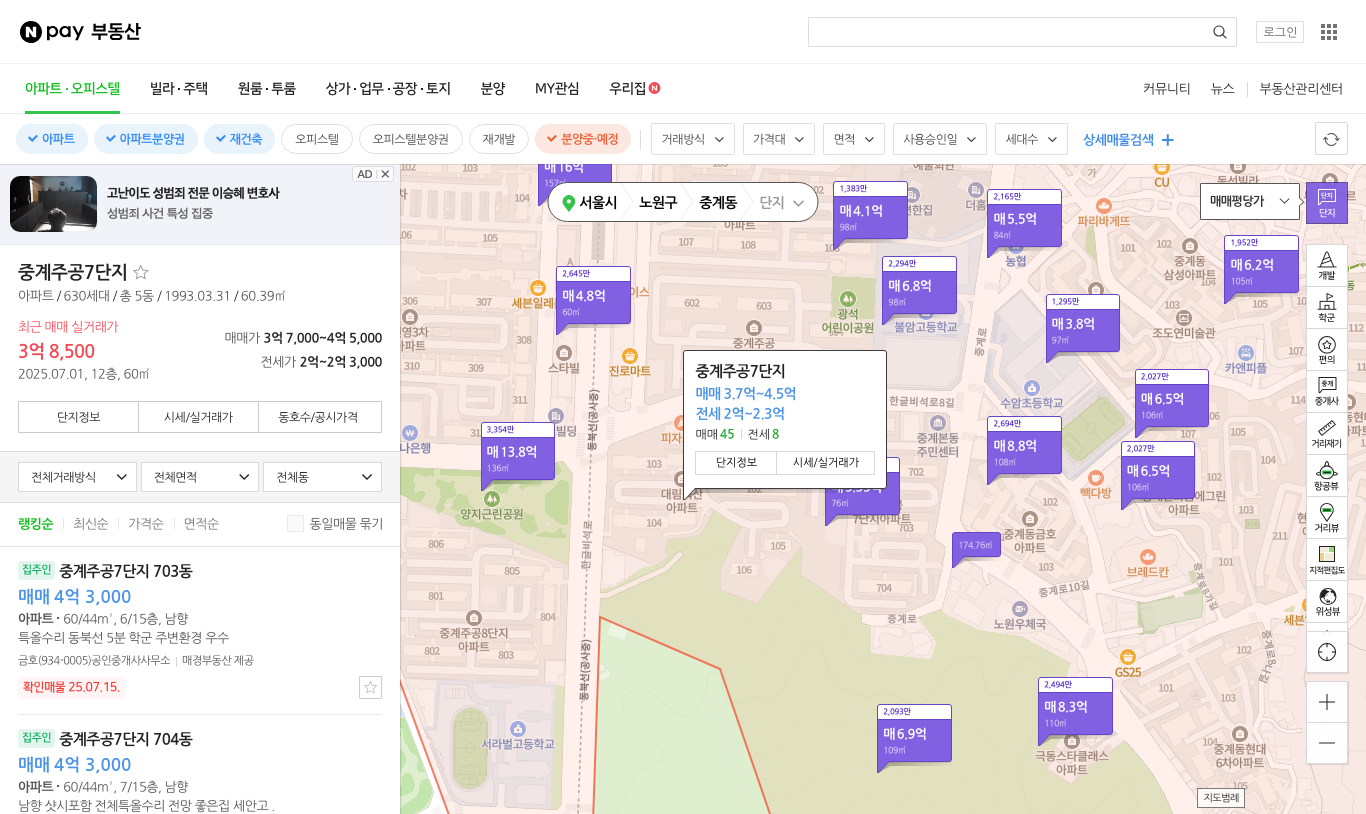 N pay 부동산
로그인
아파트·오피스텔 빌라·주택 원룸·투룸 상가·업무·공장·토지 분양 MY관심 우리집 N
커뮤니티 뉴스 부동산관리센터
아파트 아파트분양권 재건축 오피스텔 오피스텔분양권 재개발 분양중·예정
거래방식 가격대 면적 사용승인일 세대수 상세매물검색
AD
고난이도 성범죄 전문 이승혜 변호사
성범죄 사건 특성 집중
중계주공7단지
아파트 / 630세대 / 총 5동 / 1993.03.31 / 60.39㎡
최근 매매 실거래가
3억 8,500
2025.07.01, 12층, 60㎡
매매가 3억 7,000~4억 5,000
전세가 2억~2억 3,000
단지정보 시세/실거래가 동호수/공시가격
전체거래방식 전체면적 전체동
랭킹순 최신순 가격순 면적순 동일매물 묶기
집주인 중계주공7단지 703동
매매 4억 3,000
아파트 · 60/44㎡, 6/15층, 남향
특올수리 동북선 5분 학군 주변환경 우수
금호(934-0005)공인중개사사무소 매경부동산 제공
확인매물 25.07.15.
집주인 중계주공7단지 704동
매매 4억 3,000
아파트 · 60/44㎡, 7/15층, 남향
남향 샷시포함 전체특올수리 전망 좋은집 세안고 .
서울시 노원구 중계동 단지
매매평당가
단지
단지
개발
학군
편의
중개
중개사
거리재기
항공뷰
거리뷰
지적편집도
위성뷰
지도범례
매16억
157㎡
1,383만
매4.1억
98㎡
2,165만
매5.5억
84㎡
1,952만
매6.2억
105㎡
2,645만
매4.8억
60㎡
2,294만
매6.8억
98㎡
1,295만
매3.8억
97㎡
2,027만
매6.5억
106㎡
2,027만
매6.5억
106㎡
2,694만
매8.8억
108㎡
3,354만
매13.8억
136㎡
76㎡
174.76㎡
2,494만
매8.3억
110㎡
2,093만
매6.9억
109㎡
중계주공7단지
매매 3.7억~4.5억
전세 2억~2.3억
매매 45 전세 8
단지정보 시세/실거래가
CU
파리바게뜨
농협
중계동
삼성아파트
조도연미술관
카앤피플
광석
어린이공원
불암고등학교
중계주공
세븐일레
스타빌
진로마트
한글비석로8길
수암초등학교
중계본동
주민센터
빽다방
7단지아파트
중계동금호
아파트
브레드칸
중계로10길
중계로8가길
노원우체국
중계로
중계로
GS25
극동스타클래스
아파트
중계동현대
6차아파트
양지근린공원
중계주공8단지
아파트
서라벌고등학교
동북선(공사중)
한글비석로
동북선(공사중)